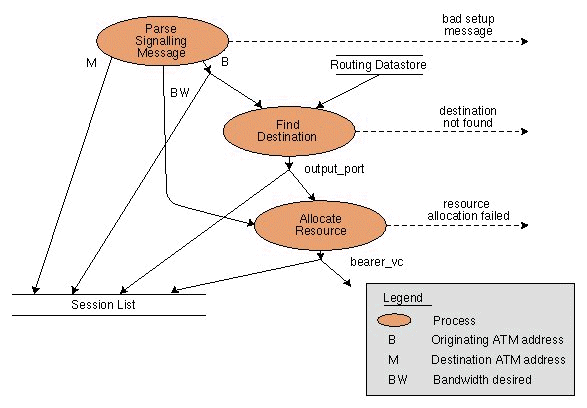 Parse
Signalling
Message
bad setup
message
M
B
BW
Routing Datastore
Find
Destination
destination
not found
output_port
Allocate
Resource
resource
allocation failed
bearer_vc
Session List
Legend
Process
B Originating ATM address
M Destination ATM address
BW Bandwidth desired